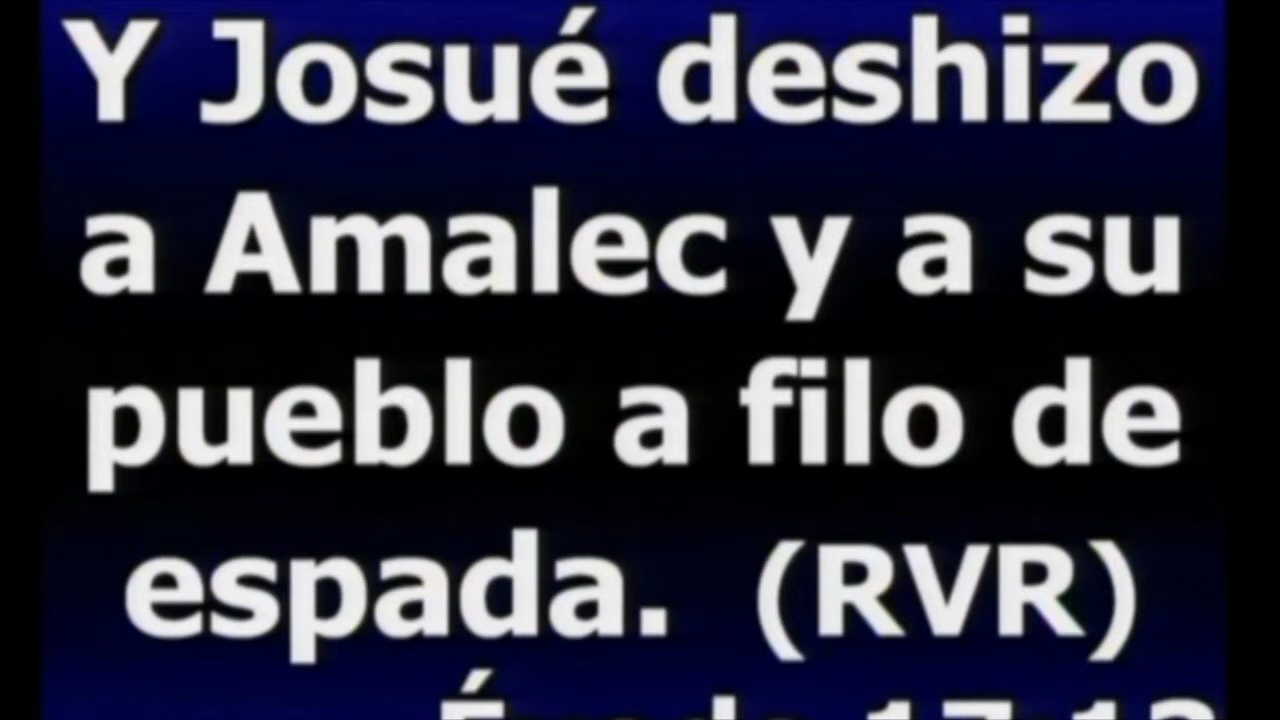 Y Josué deshizo
a Amalec y a su
pueblo a filo de
espada. (RVR)